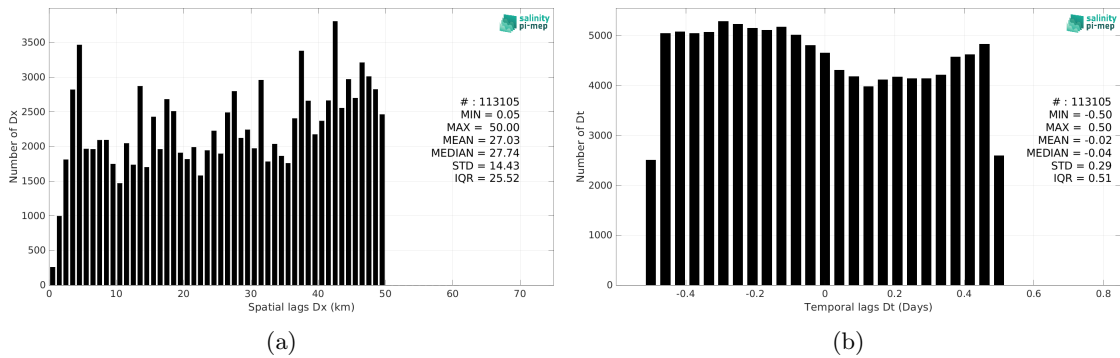 3500
3000
2500
2000
1500
1000
500
0
Number of Dx
0
10
20
30
40
50
60
70
Spatial lags Dx (km)
salinity
pi-mep
# : 113105
MIN = 0.05
MAX = 50.00
MEAN = 27.03
MEDIAN = 27.74
STD = 14.43
IQR = 25.52
(a)
5000
4000
3000
2000
1000
0
Number of Dt
-0.4
-0.2
0
0.2
0.4
0.6
0.8
Temporal lags Dt (Days)
salinity
pi-mep
# : 113105
MIN = -0.50
MAX = 0.50
MEAN = -0.02
MEDIAN = -0.04
STD = 0.29
IQR = 0.51
(b)